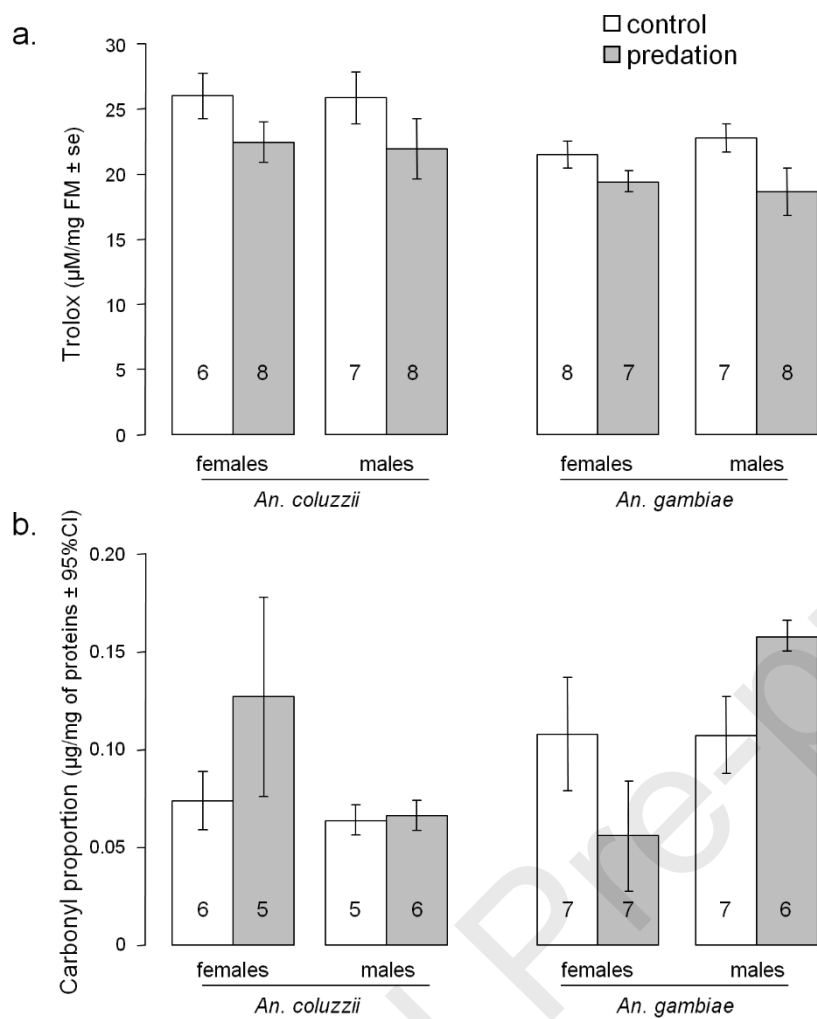 a.
control
predation
Trolox (µM/mg FM ± se)
30
25
20
15
10
5
0
6 8 7 8 8 7 7 8
females males females males
An. coluzzii An. gambiae
b.
Carbonyl proportion (µg/mg of proteins ± 95%CI)
0.20
0.15
0.10
0.05
0
6 5 5 6 7 7 7 6
females males females males
An. coluzzii An. gambiae
Pre-p